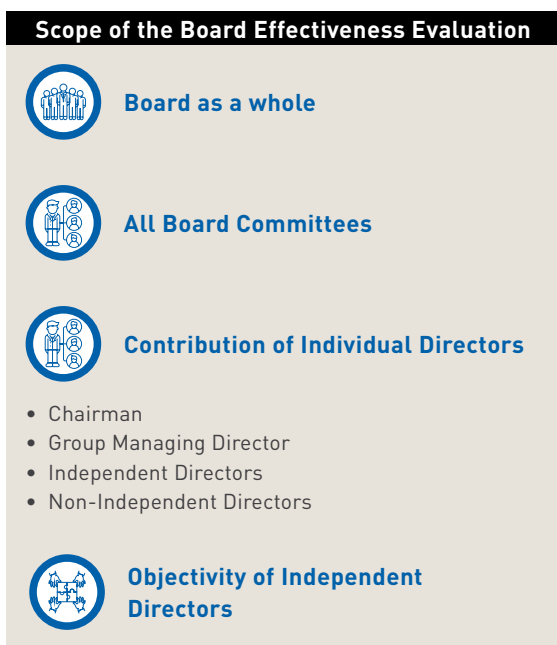 Scope of the Board Effectiveness Evaluation
Board as a whole
All Board Committees
Contribution of Individual Directors
• Chairman
• Group Managing Director
• Independent Directors
• Non-Independent Directors
Objectivity of Independent
Directors